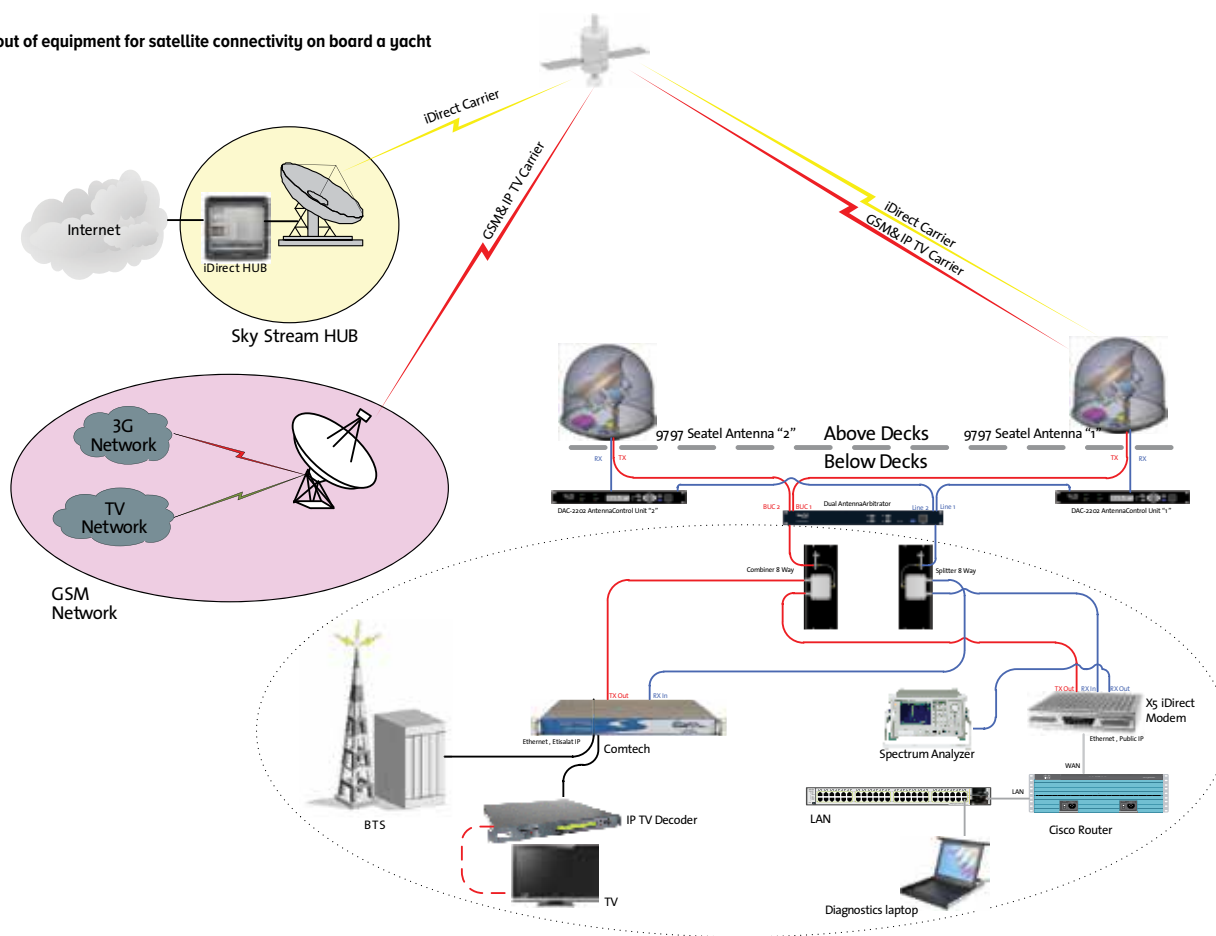 out of equipment for satellite connectivity on board a yacht
iDirect Carrier
GSM& IP TV Carrier
iDirect Carrier
GSM& IP TV Carrier
Internet
iDirect HUB
Sky Stream HUB
3G
Network
TV
Network
GSM
Network
9797 Seatel Antenna “2”
Above Decks
9797 Seatel Antenna “1”
RX
TX
Below Decks
TX
RX
DAC-2202 AntennaControl Unit “2”
BUC 2
BUC 1
Dual AntennaArbitrator
Line 2
Line 1
DAC-2202 AntennaControl Unit “1”
Combiner 8 Way
Splitter 8 Way
TX Out
RX In
TX Out
RX In
RX Out
X5 iDirect
Modem
Ethernet , Etisalat IP
Comtech
Spectrum Analyzer
Ethernet , Public IP
WAN
LAN
BTS
IP TV Decoder
LAN
Cisco Router
TV
Diagnostics laptop